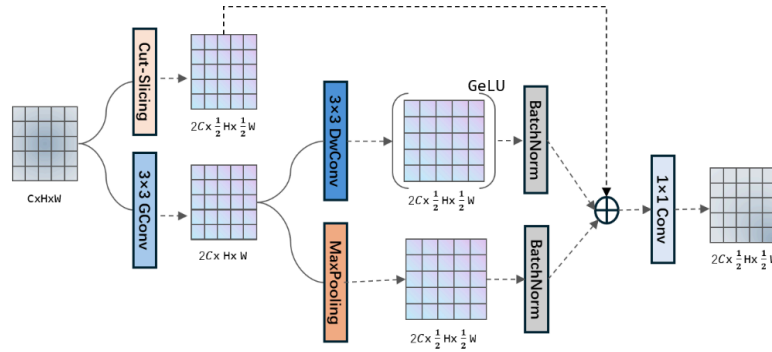 Cut-Slicing
2C× 1/2 H× 1/2 W
C×H×W
3×3 GConv
2C× H× W
3×3 DwConv
GeLU
2C× 1/2 H× 1/2 W
BatchNorm
MaxPooling
2C× 1/2 H× 1/2 W
BatchNorm
1×1 Conv
2C× 1/2 H× 1/2 W